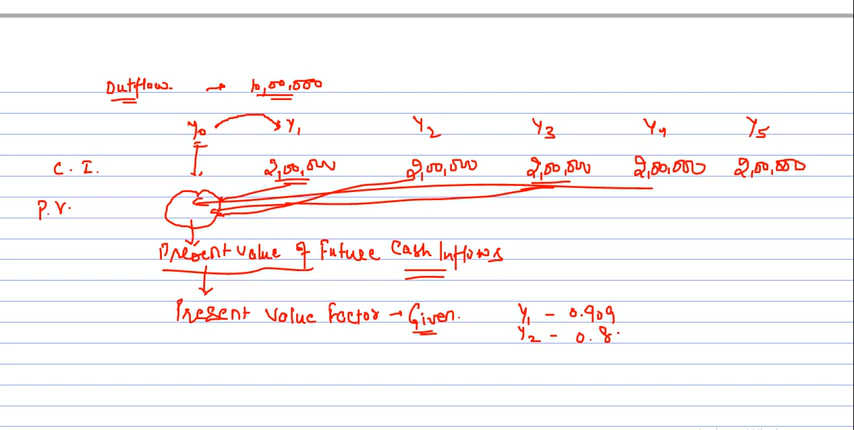 Outflow. → 10,00,000
Y0 Y1 Y2 Y3 Y4 Y5
C. I. 2,00,000 2,00,000 2,00,000 2,00,000 2,00,000
P.V.
Present value of Future Cash Inflows
Present Value Factor → Given. Y1 - 0.909
Y2 - 0.8.